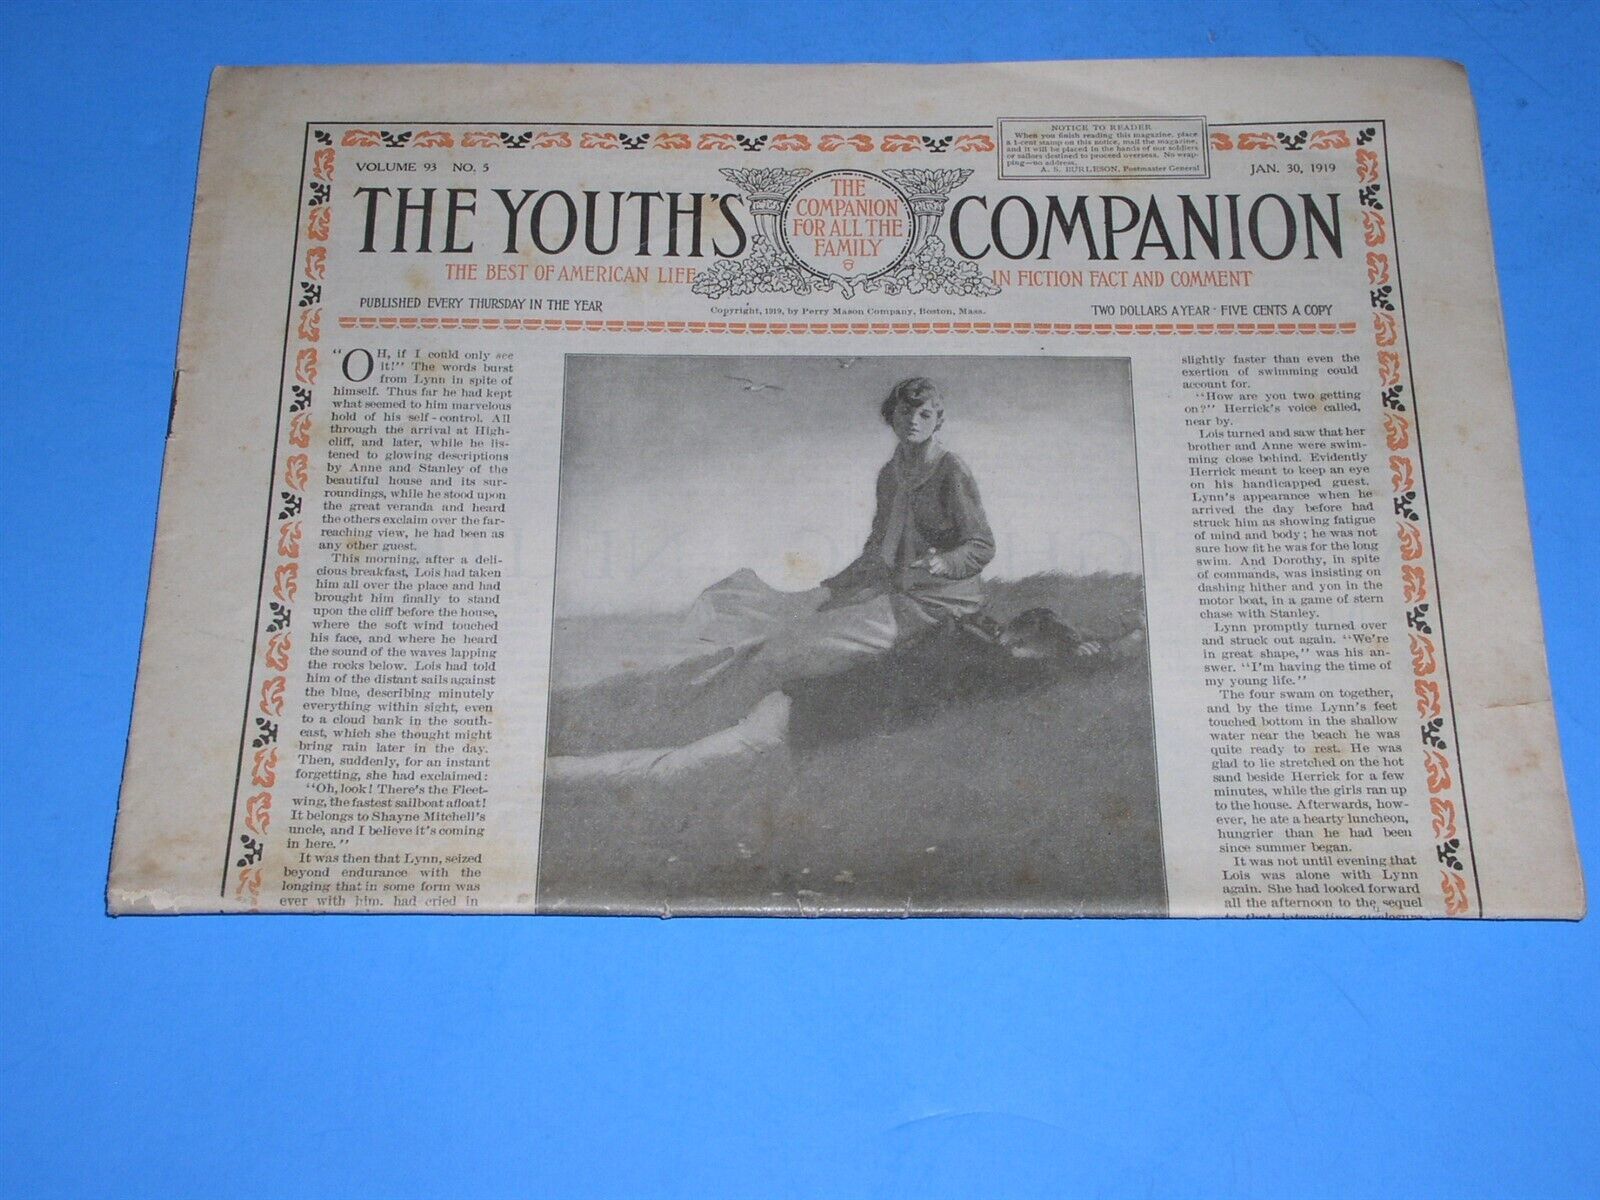 NOTICE TO READER
When you finish reading this magazine, place
a 1-cent stamp on this notice, mail the magazine,
and it will be placed in the hands of our soldiers
or sailors destined to proceed overseas. No wrap-
ping—no address.
A. S. BURLESON, Postmaster General
VOLUME 93 NO. 5
JAN. 30, 1919
THE YOUTH'S COMPANION
THE
COMPANION
FOR ALL THE
FAMILY
THE BEST OF AMERICAN LIFE IN FICTION FACT AND COMMENT
PUBLISHED EVERY THURSDAY IN THE YEAR
Copyright, 1919, by Perry Mason Company, Boston, Mass.
TWO DOLLARS A YEAR · FIVE CENTS A COPY
"OH, if I could only see
it!" The words burst
from Lynn in spite of
himself. Thus far he had kept
what seemed to him marvelous
hold of his self-control. All
through the arrival at High-
cliff, and later, while he lis-
tened to glowing descriptions
by Anne and Stanley of the
beautiful house and its sur-
roundings, while he stood upon
the great veranda and heard
the others exclaim over the far-
reaching view, he had been as
any other guest.
This morning, after a deli-
cious breakfast, Lois had taken
him all over the place and had
brought him finally to stand
upon the cliff before the house,
where the soft wind touched
his face, and where he heard
the sound of the waves lapping
the rocks below. Lois had told
him of the distant sails against
the blue, describing minutely
everything within sight, even
to a cloud bank in the south-
east, which she thought might
bring rain later in the day.
Then, suddenly, for an instant
forgetting, she had exclaimed:
"Oh, look! There's the Fleet-
wing, the fastest sailboat afloat!
It belongs to Shayne Mitchell's
uncle, and I believe it's coming
in here."
It was then that Lynn, seized
beyond endurance with the
longing that in some form was
ever with him, had cried in
slightly faster than even the
exertion of swimming could
account for.
"How are you two getting
on?" Herrick's voice called,
near by.
Lois turned and saw that her
brother and Anne were swim-
ming close behind. Evidently
Herrick meant to keep an eye
on his handicapped guest.
Lynn's appearance when he
arrived the day before had
struck him as showing fatigue
of mind and body; he was not
sure how fit he was for the long
swim. And Dorothy, in spite
of commands, was insisting on
dashing hither and yon in the
motor boat, in a game of stern
chase with Stanley.
Lynn promptly turned over
and struck out again. "We're
in great shape," was his an-
swer. "I'm having the time of
my young life."
The four swam on together,
and by the time Lynn's feet
touched bottom in the shallow
water near the beach he was
quite ready to rest. He was
glad to lie stretched on the hot
sand beside Herrick for a few
minutes, while the girls ran up
to the house. Afterwards, how-
ever, he ate a hearty luncheon,
hungrier than he had been
since summer began.
It was not until evening that
Lois was alone with Lynn
again. She had looked forward
all the afternoon to the sequel
to that interesting disclosure